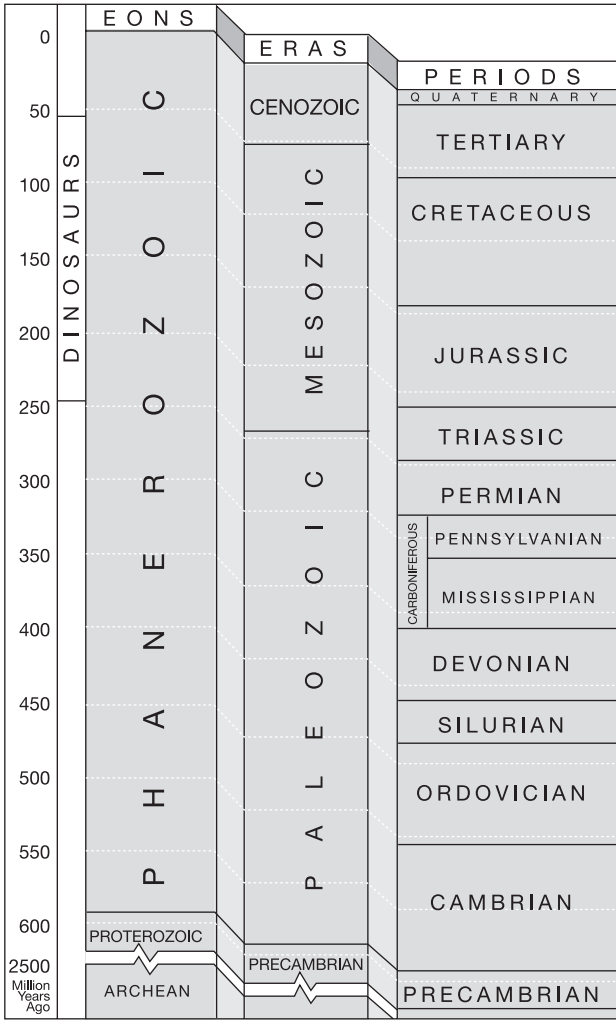 EONS
ERAS
PERIODS
0
50
100
150
200
250
300
350
400
450
500
550
600
2500
Million
Years
Ago
DINOSAURS
PHANEROZOIC
PROTEROZOIC
ARCHEAN
CENOZOIC
MESOZOIC
PALEOZOIC
PRECAMBRIAN
QUATERNARY
TERTIARY
CRETACEOUS
JURASSIC
TRIASSIC
PERMIAN
CARBONIFEROUS
PENNSYLVANIAN
MISSISSIPPIAN
DEVONIAN
SILURIAN
ORDOVICIAN
CAMBRIAN
PRECAMBRIAN